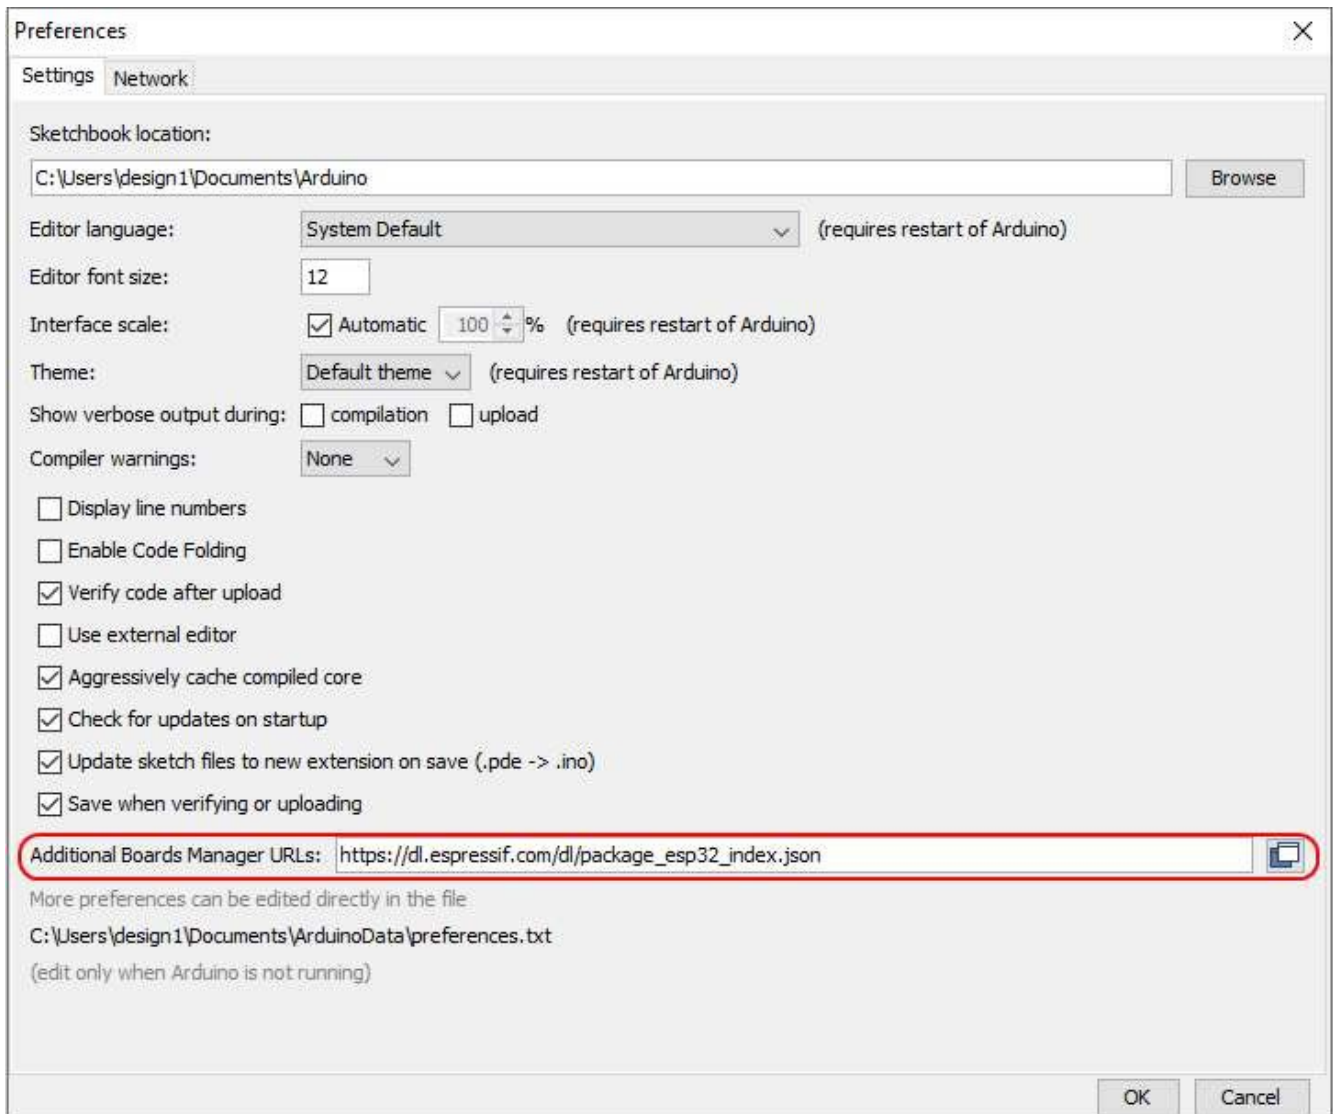 Preferences
Settings Network
Sketchbook location:
C:\Users\design1\Documents\Arduino Browse
Editor language: System Default (requires restart of Arduino)
Editor font size: 12
Interface scale: Automatic 100 % (requires restart of Arduino)
Theme: Default theme (requires restart of Arduino)
Show verbose output during: compilation upload
Compiler warnings: None
Display line numbers
Enable Code Folding
Verify code after upload
Use external editor
Aggressively cache compiled core
Check for updates on startup
Update sketch files to new extension on save (.pde -> .ino)
Save when verifying or uploading
Additional Boards Manager URLs: https://dl.espressif.com/dl/package_esp32_index.json
More preferences can be edited directly in the file
C:\Users\design1\Documents\ArduinoData\preferences.txt
(edit only when Arduino is not running)
OK Cancel